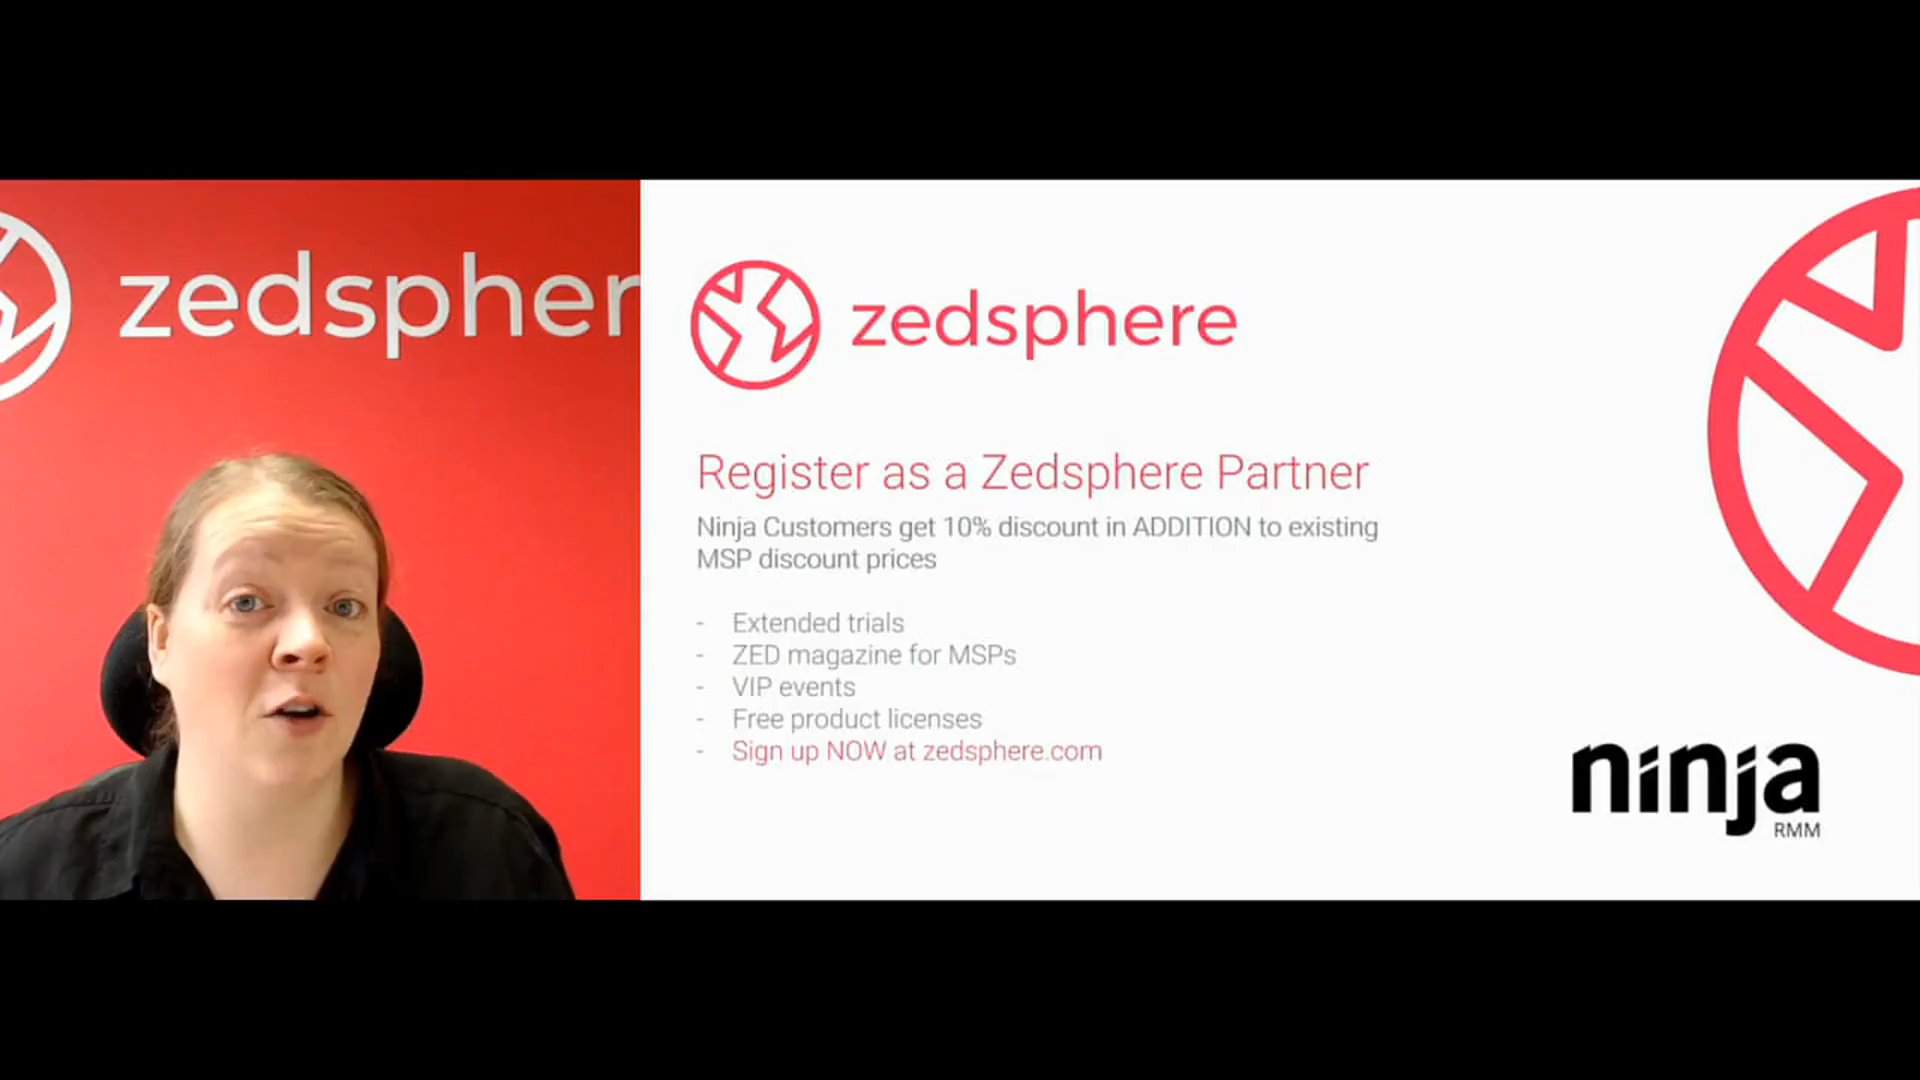 zedspher
zedsphere
Register as a Zedsphere Partner
Ninja Customers get 10% discount in ADDITION to existing
MSP discount prices
- Extended trials
- ZED magazine for MSPs
- VIP events
- Free product licenses
- Sign up NOW at zedsphere.com
ninja
RMM